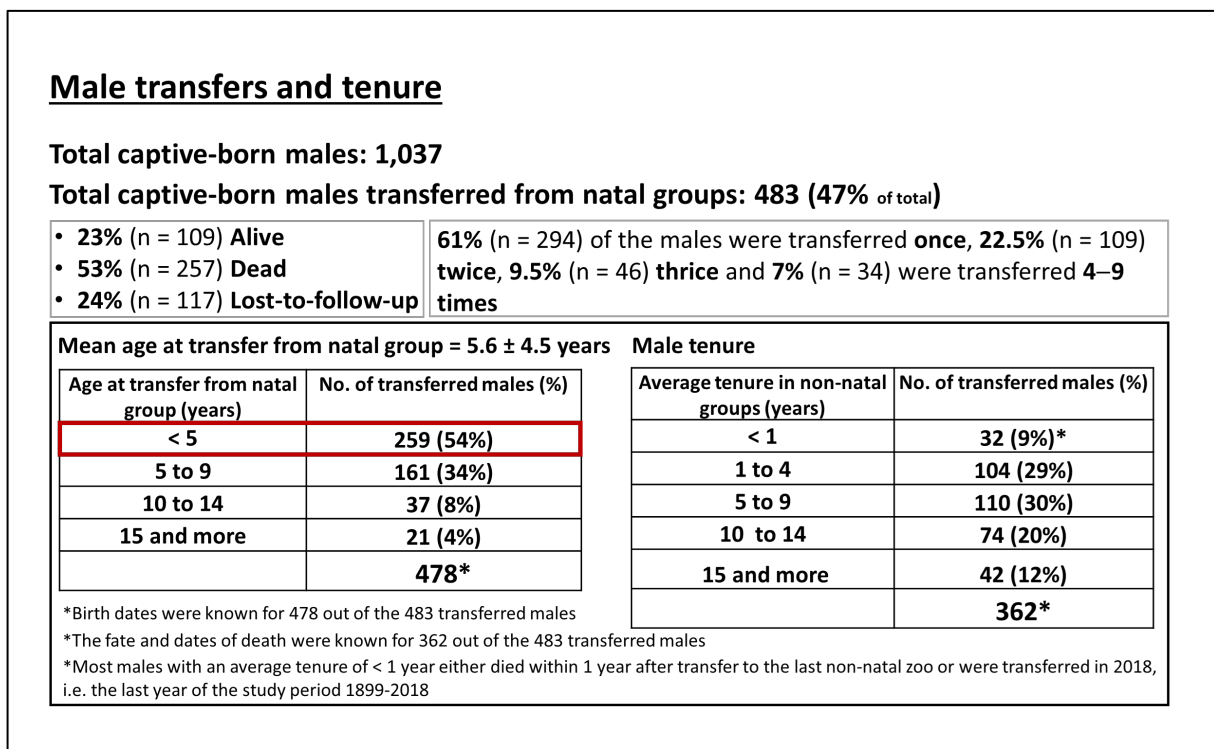 Male transfers and tenure
Total captive-born males: 1,037
Total captive-born males transferred from natal groups: 483 (47% of total)
• 23% (n = 109) Alive
• 53% (n = 257) Dead
• 24% (n = 117) Lost-to-follow-up
61% (n = 294) of the males were transferred once, 22.5% (n = 109)
twice, 9.5% (n = 46) thrice and 7% (n = 34) were transferred 4–9
times
Mean age at transfer from natal group = 5.6 ± 4.5 years
Age at transfer from natal
group (years)
No. of transferred males (%)
< 5 259 (54%)
5 to 9 161 (34%)
10 to 14 37 (8%)
15 and more 21 (4%)
478*
Male tenure
Average tenure in non-natal
groups (years)
No. of transferred males (%)
< 1 32 (9%)*
1 to 4 104 (29%)
5 to 9 110 (30%)
10 to 14 74 (20%)
15 and more 42 (12%)
362*
*Birth dates were known for 478 out of the 483 transferred males
*The fate and dates of death were known for 362 out of the 483 transferred males
*Most males with an average tenure of < 1 year either died within 1 year after transfer to the last non-natal zoo or were transferred in 2018,
i.e. the last year of the study period 1899-2018